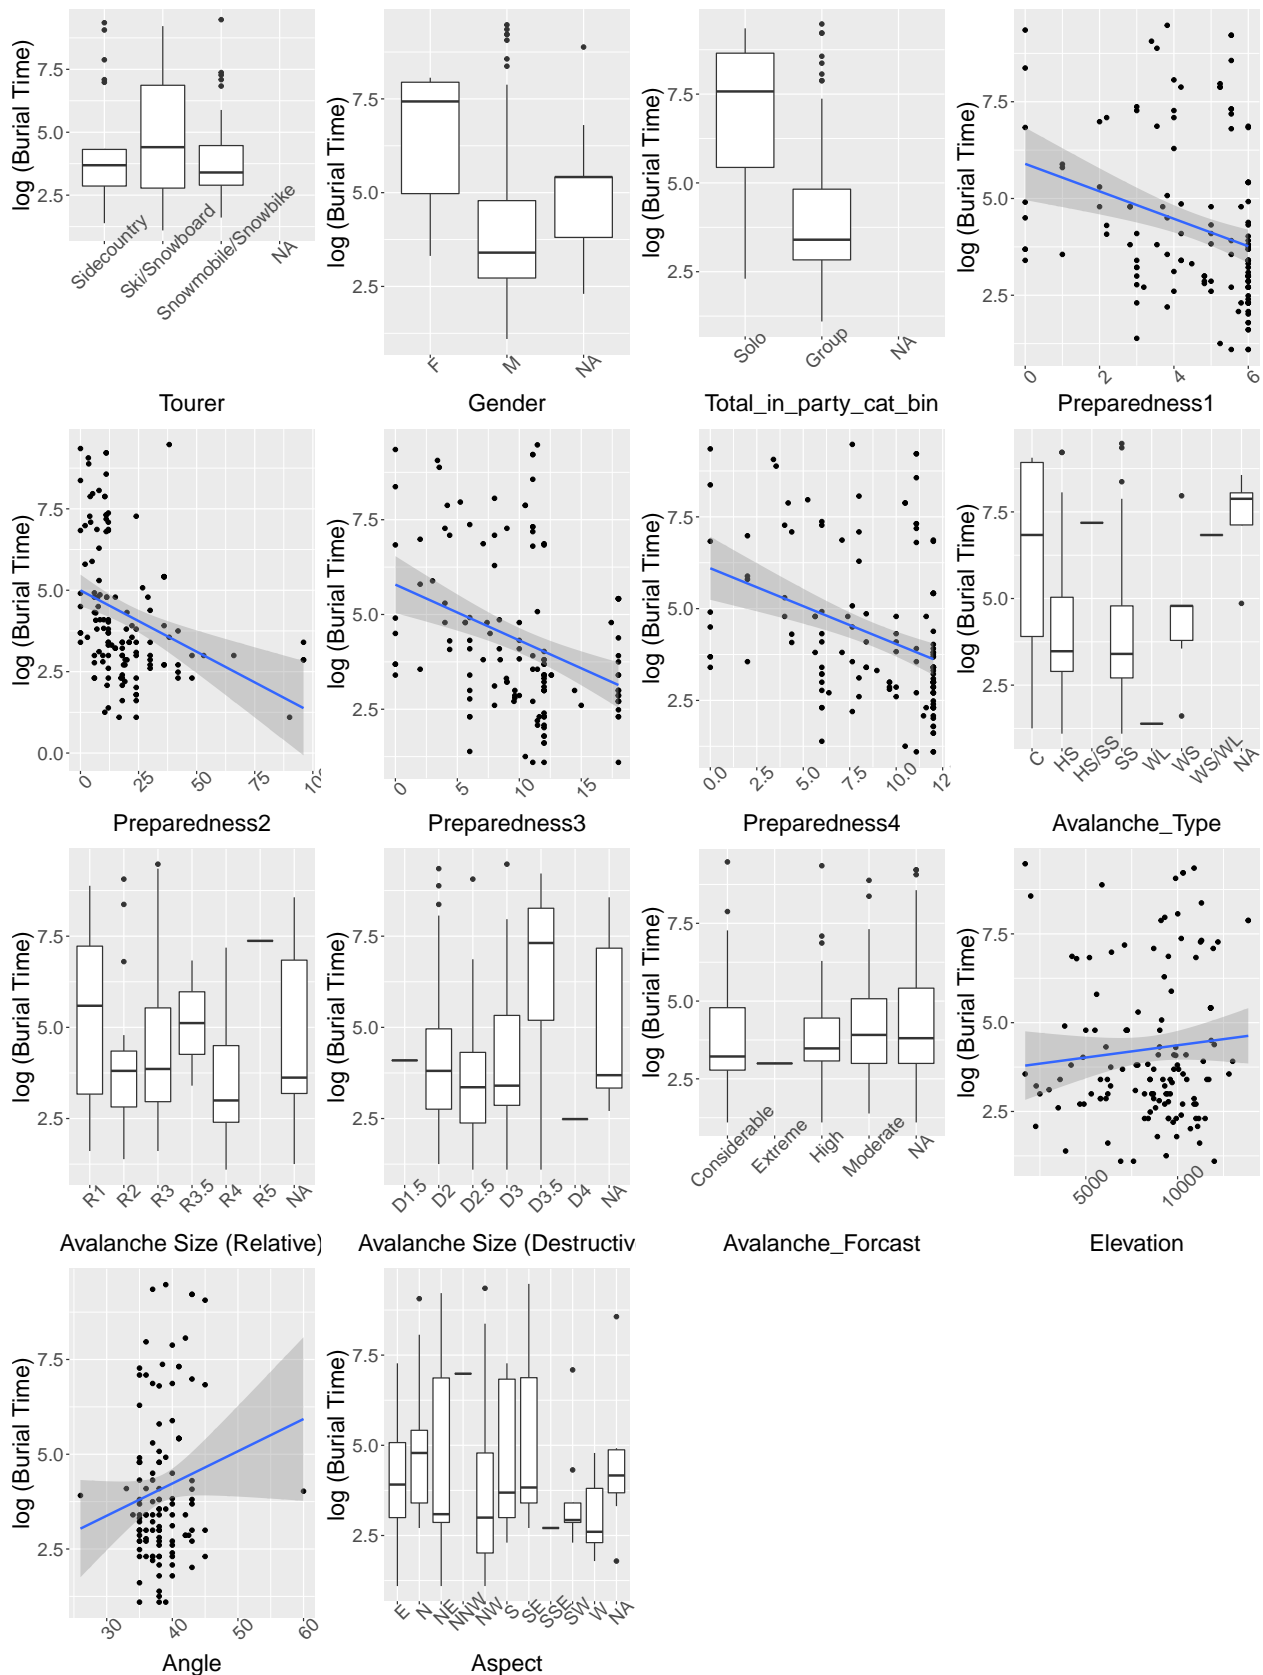 log (Burial Time)
7.5
5.0
2.5
Sidecountry
Ski/Snowboard
Snowmobile/Snowbike
NA
Tourer
log (Burial Time)
7.5
5.0
2.5
F
M
NA
Gender
log (Burial Time)
7.5
5.0
2.5
Solo
Group
NA
Total_in_party_cat_bin
log (Burial Time)
7.5
5.0
2.5
0
2
4
6
Preparedness1
log (Burial Time)
7.5
5.0
2.5
0.0
0
25
50
75
10
Preparedness2
log (Burial Time)
7.5
5.0
2.5
0
5
10
15
Preparedness3
log (Burial Time)
7.5
5.0
2.5
0.0
2.5
5.0
7.5
10.0
12
Preparedness4
log (Burial Time)
7.5
5.0
2.5
C
HS
HS/SS
SS
WL
WS
WS/WL
NA
Avalanche_Type
log (Burial Time)
7.5
5.0
2.5
R1
R2
R3
R3.5
R4
R5
NA
Avalanche Size (Relative)
log (Burial Time)
7.5
5.0
2.5
D1.5
D2
D2.5
D3
D3.5
D4
NA
Avalanche Size (Destructiv
log (Burial Time)
7.5
5.0
2.5
Considerable
Extreme
High
Moderate
NA
Avalanche_Forcast
log (Burial Time)
7.5
5.0
2.5
5000
10000
Elevation
log (Burial Time)
7.5
5.0
2.5
30
40
50
60
Angle
log (Burial Time)
7.5
5.0
2.5
E
N
NE
NNW
NW
S
SE
SSE
SW
W
NA
Aspect